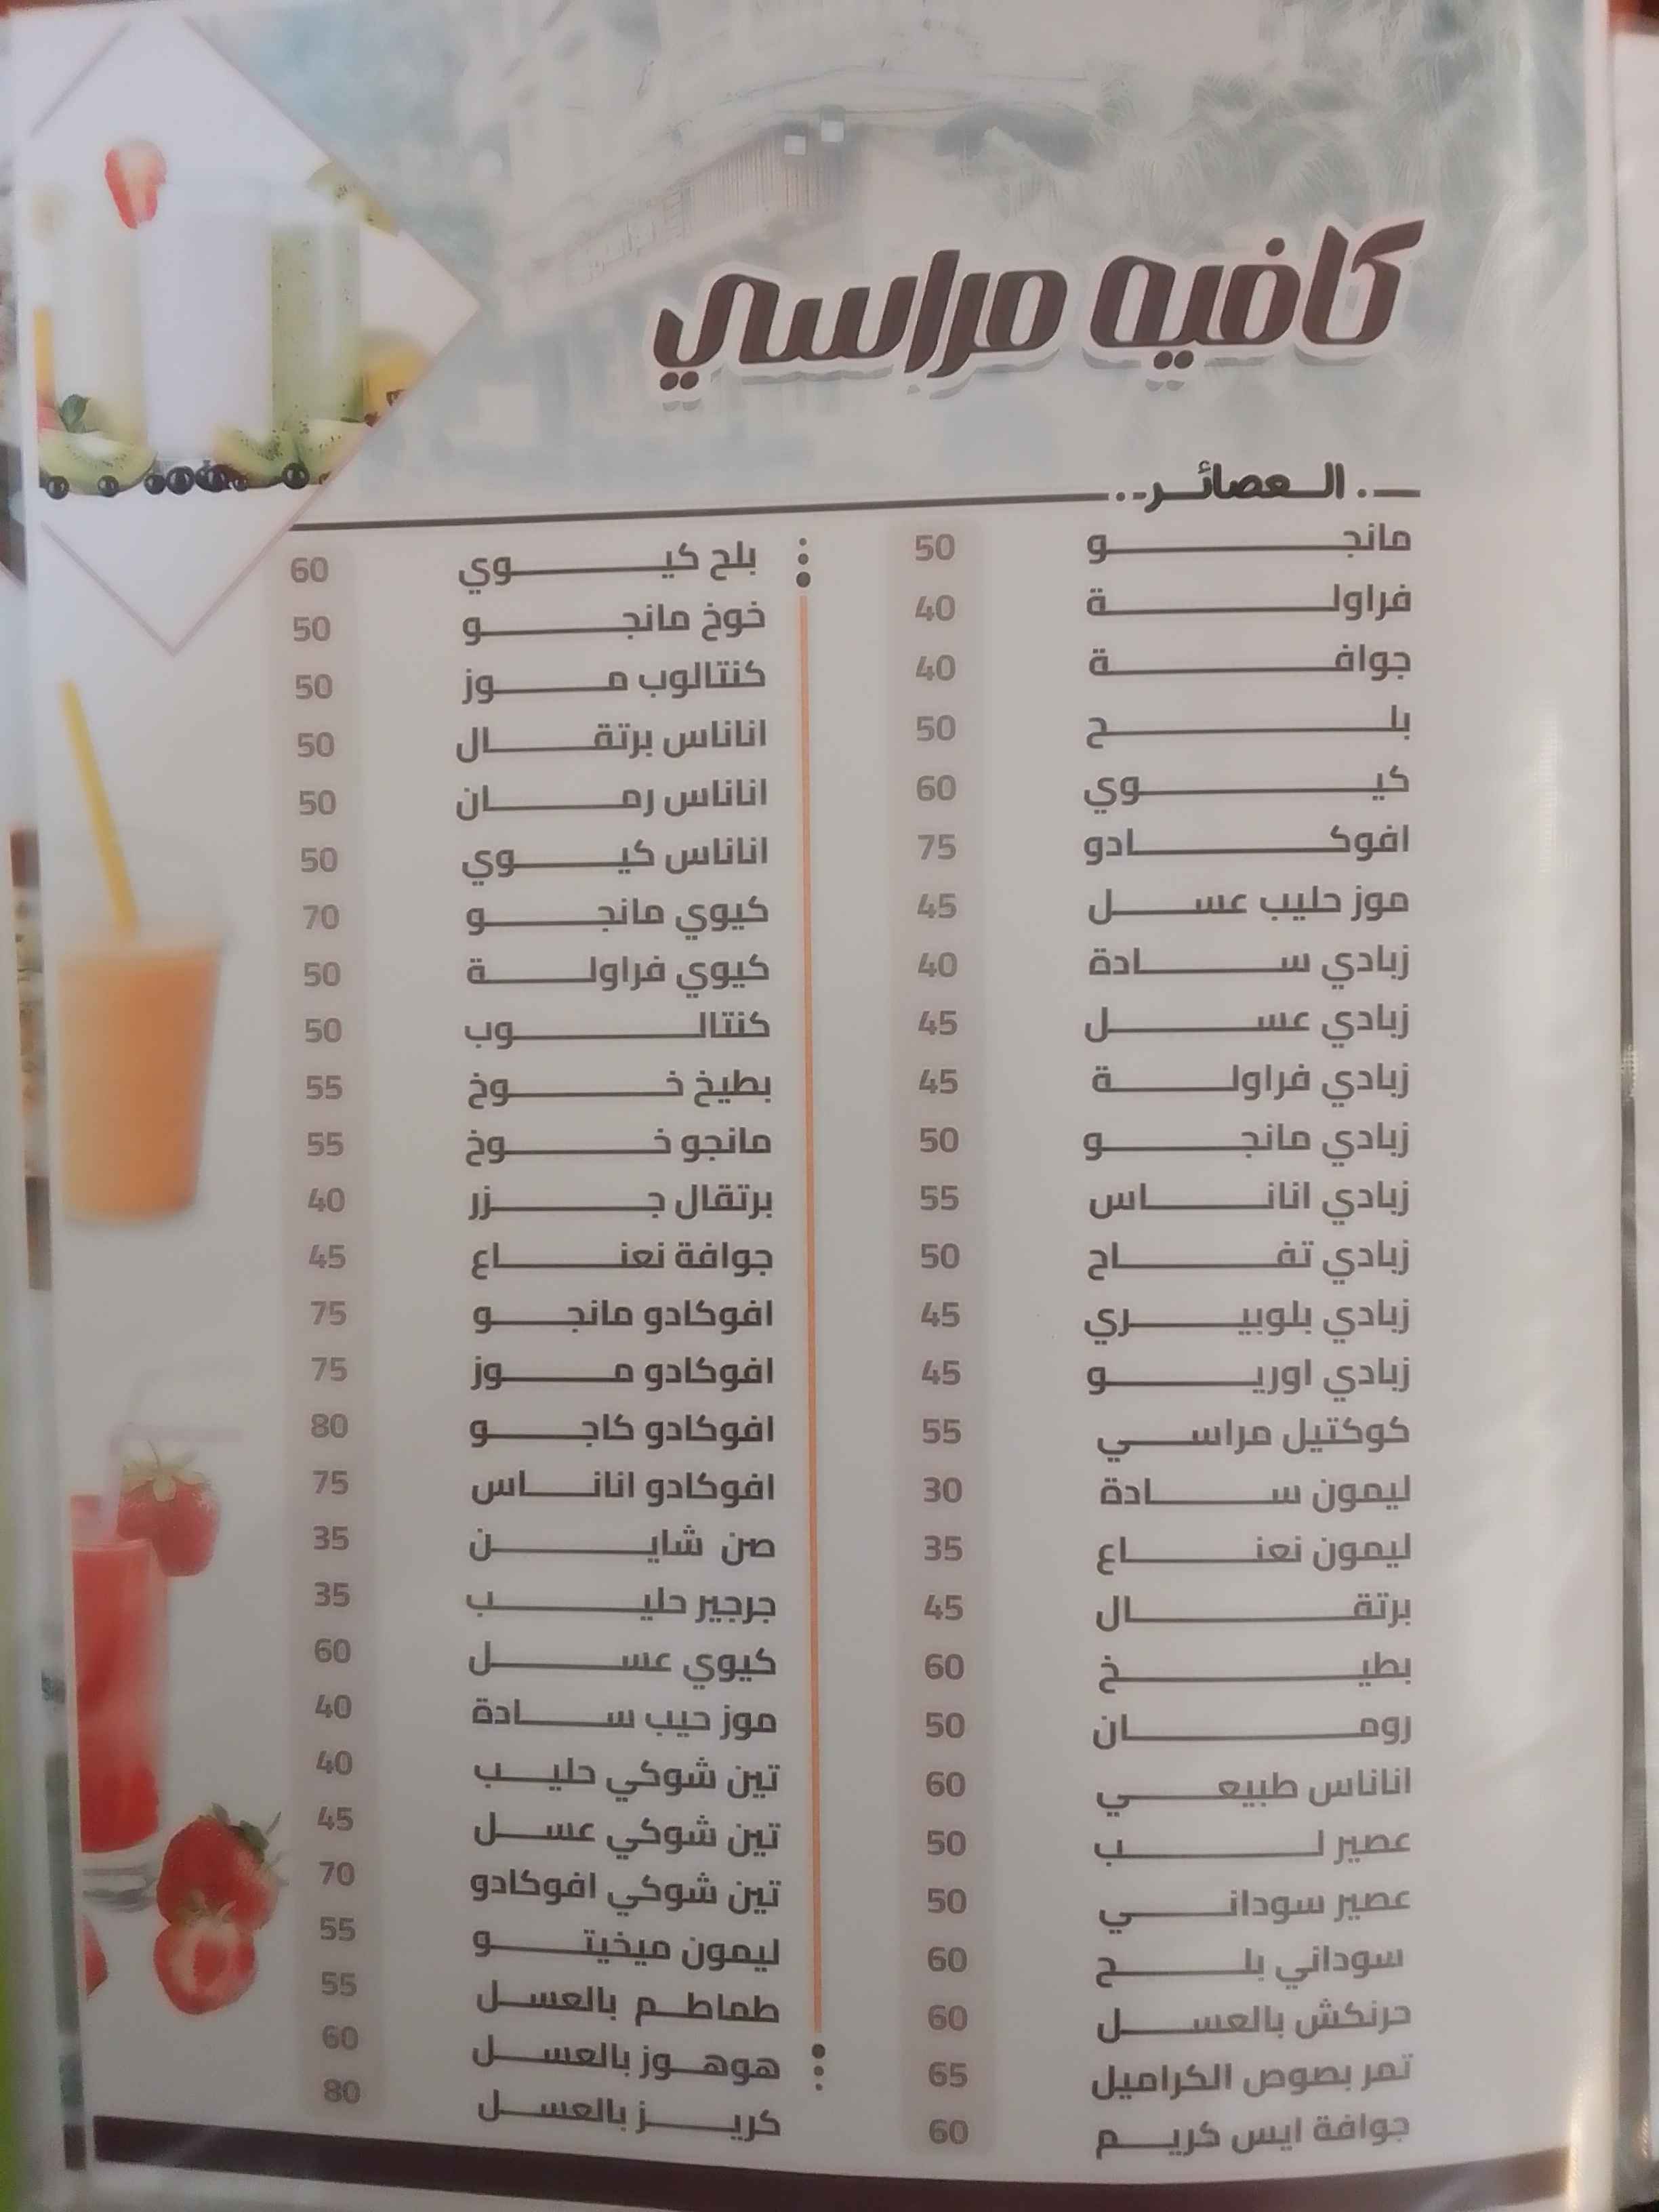 كافيه مراسي
العصائر
مانجو 50
فراولة 40
جوافة 40
بلح 50
كيوي 60
افوكادو 75
موز حليب عسل 45
زبادي سادة 40
زبادي عسل 45
زبادي فراولة 45
زبادي مانجو 50
زبادي اناناس 55
زبادي تفاح 50
زبادي بلوبيري 45
زبادي اوريو 45
كوكتيل مراسي 55
ليمون سادة 30
ليمون نعناع 35
برتقال 45
بطيخ 60
رومان 50
اناناس طبيعي 60
عصير لب 50
عصير سوداني 50
سوداني بلح 60
حرنكش بالعسل 60
تمر بصوص الكراميل 65
جوافة ايس كريم 60
بلح كيوي 60
خوخ مانجو 50
كنتالوب موز 50
اناناس برتقال 50
اناناس رمان 50
اناناس كيوي 50
كيوي مانجو 70
كيوي فراولة 50
كنتالوب 50
بطيخ خوخ 55
مانجو خوخ 55
برتقال جزر 40
جوافة نعناع 45
افوكادو مانجو 75
افوكادو موز 75
افوكادو كاجو 80
افوكادو اناناس 75
صن شاين 35
جرجير حليب 35
كيوي عسل 60
موز حيب سادة 40
تين شوكي حليب 40
تين شوكي عسل 45
تين شوكي افوكادو 70
ليمون ميخيتو 55
طماطم بالعسل 55
هوهوز بالعسل 60
كريز بالعسل 80